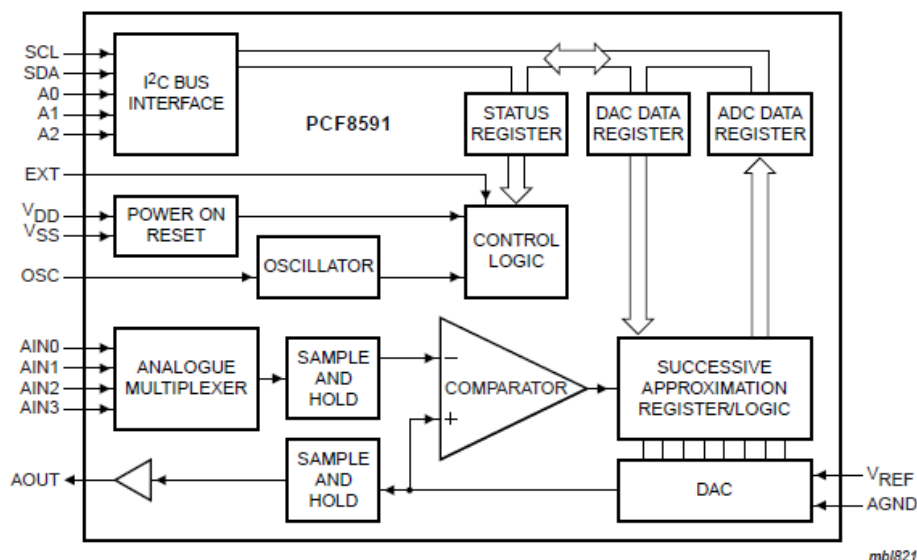 SCL
SDA
A0
A1
A2
I²C BUS
INTERFACE
PCF8591
STATUS
REGISTER
DAC DATA
REGISTER
ADC DATA
REGISTER
EXT
VDD
VSS
POWER ON
RESET
CONTROL
LOGIC
OSC
OSCILLATOR
AIN0
AIN1
AIN2
AIN3
ANALOGUE
MULTIPLEXER
SAMPLE
AND
HOLD
−
COMPARATOR
+
SUCCESSIVE
APPROXIMATION
REGISTER/LOGIC
AOUT
SAMPLE
AND
HOLD
DAC
VREF
AGND
mbl821